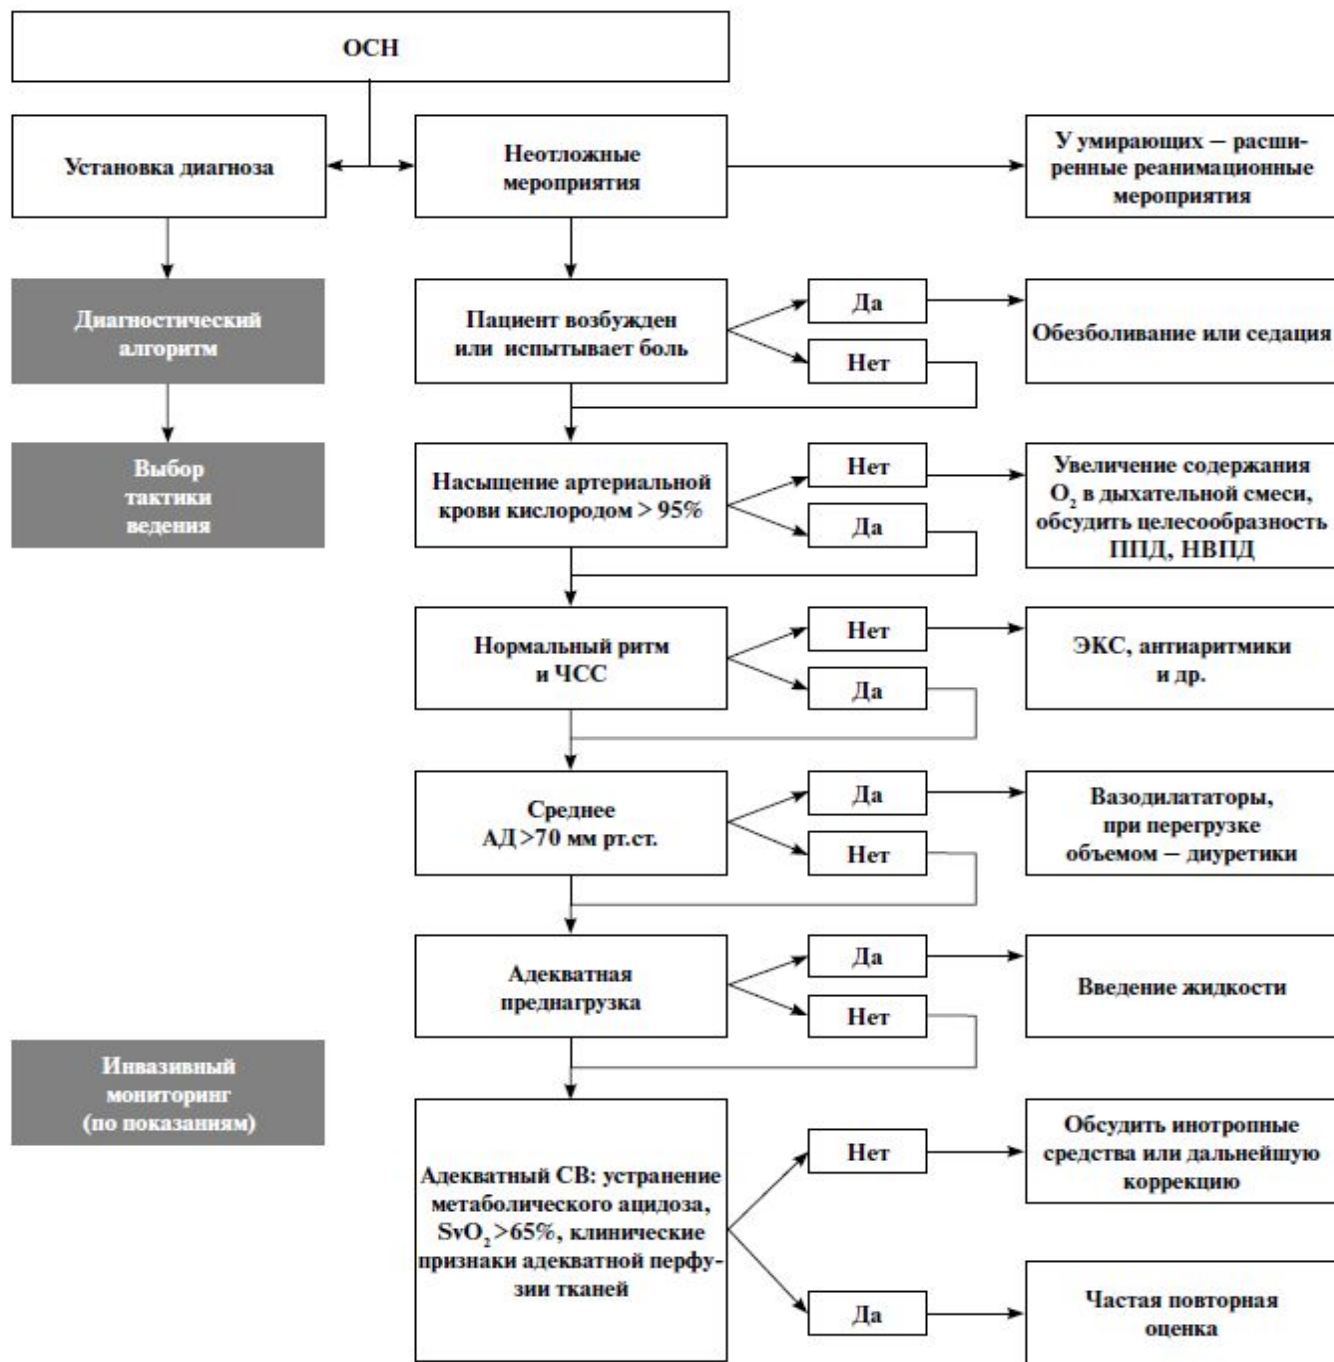 ОСН
Установка диагноза
Неотложные
мероприятия
У умирающих — расши-
ренные реанимационные
мероприятия
Диагностический
алгоритм
Пациент возбужден
или испытывает боль
Да
Нет
Обезболивание или седация
Выбор
тактики
ведения
Насыщение артериальной
крови кислородом > 95%
Нет
Да
Увеличение содержания
O₂ в дыхательной смеси,
обсудить целесообразность
ППД, НВПД
Нормальный ритм
и ЧСС
Нет
Да
ЭКС, антиаритмики
и др.
Среднее
АД >70 мм рт.ст.
Да
Нет
Вазодилататоры,
при перегрузке
объемом — диуретики
Адекватная
преднагрузка
Да
Нет
Введение жидкости
Инвазивный
мониторинг
(по показаниям)
Адекватный СВ: устранение
метаболического ацидоза,
SvO₂ >65%, клинические
признаки адекватной перфу-
зии тканей
Нет
Да
Обсудить инотропные
средства или дальнейшую
коррекцию
Частая повторная
оценка